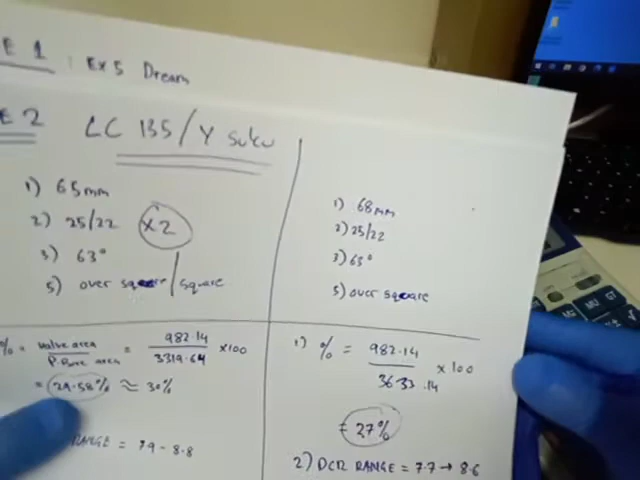 E 1 : Ex 5 Dream
E 2 LC 135/Y Suku
1) 65mm
2) 25/22 x2
3) 63°
5) over square/square
1) 68mm
2) 25/22
3) 63°
5) over square
% = Valve area / P.Bore area = 982.14 / 3319.64 x100
= 29.58% ≈ 30%
RANGE = 7.9 - 8.8
1) % = 982.14 / 3633.14 x 100
= 27%
2) DCR RANGE = 7.7 → 8.6
MU GT